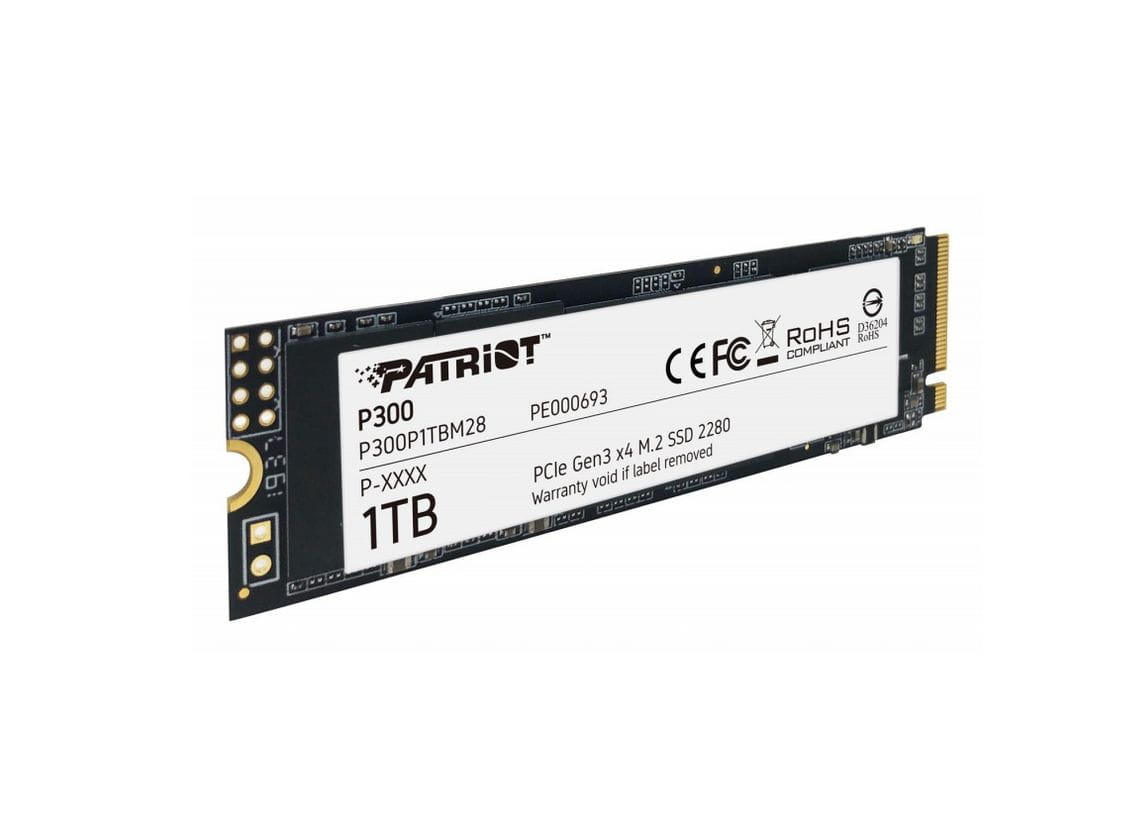 PATRIOT™
P300
P300P1TBM28 PE000693
P-XXXX
1TB
PCIe Gen3 x4 M.2 SSD 2280
Warranty void if label removed
CE FC
RoHS
COMPLIANT
D36204
RoHS